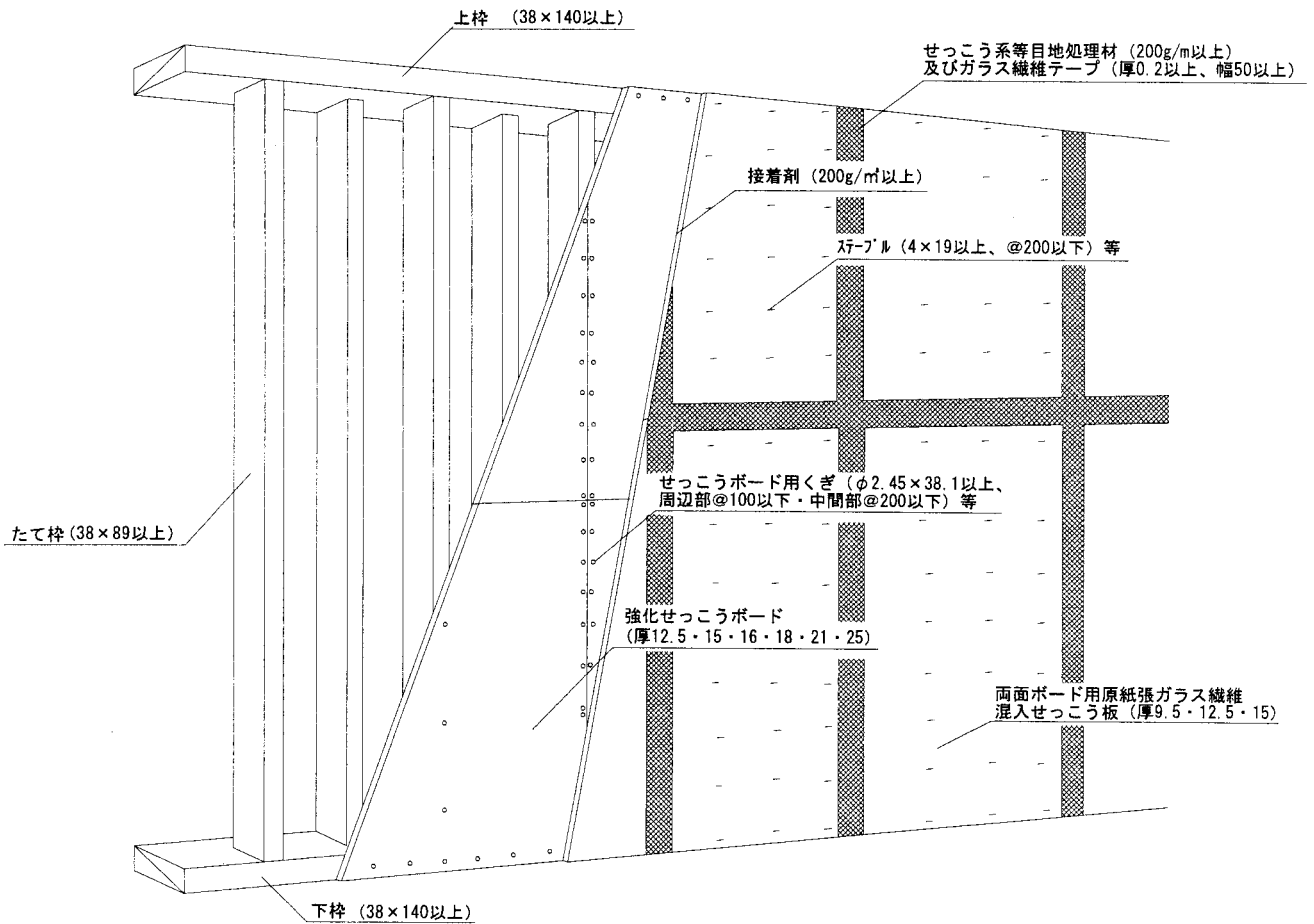 上枠 (38×140以上)
せっこう系等目地処理材 (200g/m以上)
及びガラス繊維テープ (厚0.2以上、幅50以上)
接着剤 (200g/㎡以上)
ｽﾃｰﾌﾟﾙ (4×19以上、@200以下) 等
せっこうボード用くぎ (φ2.45×38.1以上、
周辺部@100以下・中間部@200以下) 等
たて枠 (38×89以上)
強化せっこうボード
(厚12.5・15・16・18・21・25)
両面ボード用原紙張ガラス繊維
混入せっこう板 (厚9.5・12.5・15)
下枠 (38×140以上)